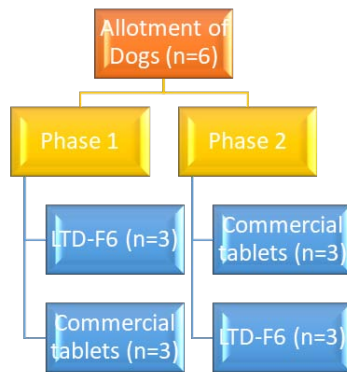 Allotment of
Dogs (n=6)
Phase 1
Phase 2
LTD-F6 (n=3)
Commercial
tablets (n=3)
Commercial
tablets (n=3)
LTD-F6 (n=3)